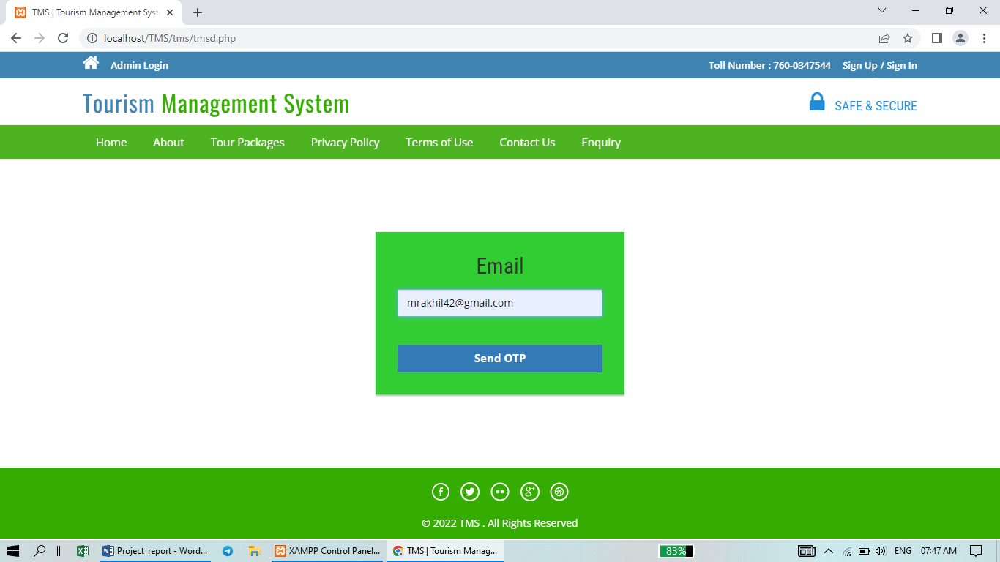 TMS | Tourism Management Syst
localhost/TMS/tms/tmsd.php
Admin Login
Toll Number : 760-0347544 Sign Up / Sign In
Tourism Management System
SAFE & SECURE
Home About Tour Packages Privacy Policy Terms of Use Contact Us Enquiry
Email
mrakhil42@gmail.com
Send OTP
© 2022 TMS . All Rights Reserved
Project_report - Word... XAMPP Control Panel... TMS | Tourism Manag... 83% ENG 07:47 AM